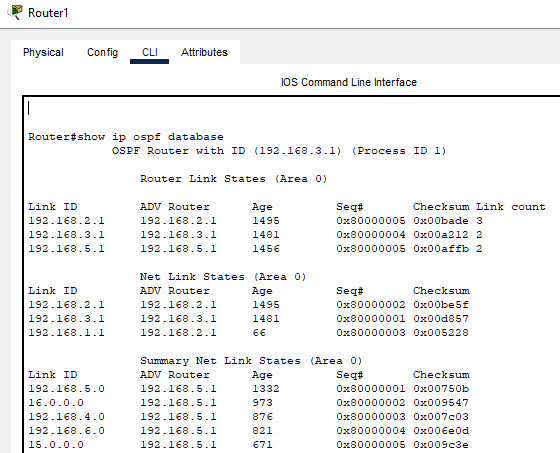 Router1
Physical Config CLI Attributes
IOS Command Line Interface
Router#show ip ospf database
OSPF Router with ID (192.168.3.1) (Process ID 1)
Router Link States (Area 0)
Link ID ADV Router Age Seq# Checksum Link count
192.168.2.1 192.168.2.1 1495 0x80000005 0x00bade 3
192.168.3.1 192.168.3.1 1481 0x80000004 0x00a212 2
192.168.5.1 192.168.5.1 1456 0x80000005 0x00affb 2
Net Link States (Area 0)
Link ID ADV Router Age Seq# Checksum
192.168.2.1 192.168.2.1 1495 0x80000002 0x00be5f
192.168.3.1 192.168.3.1 1481 0x80000001 0x00d857
192.168.1.1 192.168.1.1 66 0x80000003 0x005228
Summary Net Link States (Area 0)
Link ID ADV Router Age Seq# Checksum
192.168.5.0 192.168.5.1 1332 0x80000001 0x00750b
16.0.0.0 192.168.5.1 973 0x80000002 0x009547
192.168.4.0 192.168.5.1 876 0x80000003 0x007c03
192.168.6.0 192.168.5.1 821 0x80000004 0x006e0d
15.0.0.0 192.168.5.1 671 0x80000005 0x009c3e